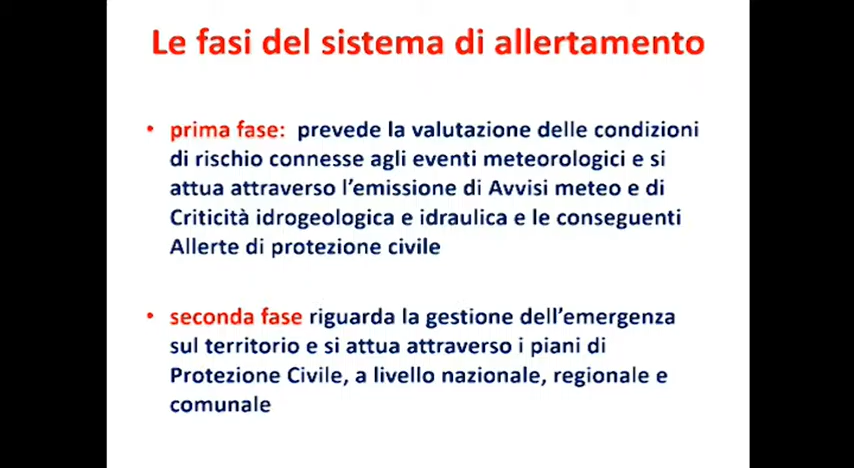 Le fasi del sistema di allertamento
• prima fase: prevede la valutazione delle condizioni
di rischio connesse agli eventi meteorologici e si
attua attraverso l'emissione di Avvisi meteo e di
Criticità idrogeologica e idraulica e le conseguenti
Allerte di protezione civile
• seconda fase riguarda la gestione dell'emergenza
sul territorio e si attua attraverso i piani di
Protezione Civile, a livello nazionale, regionale e
comunale